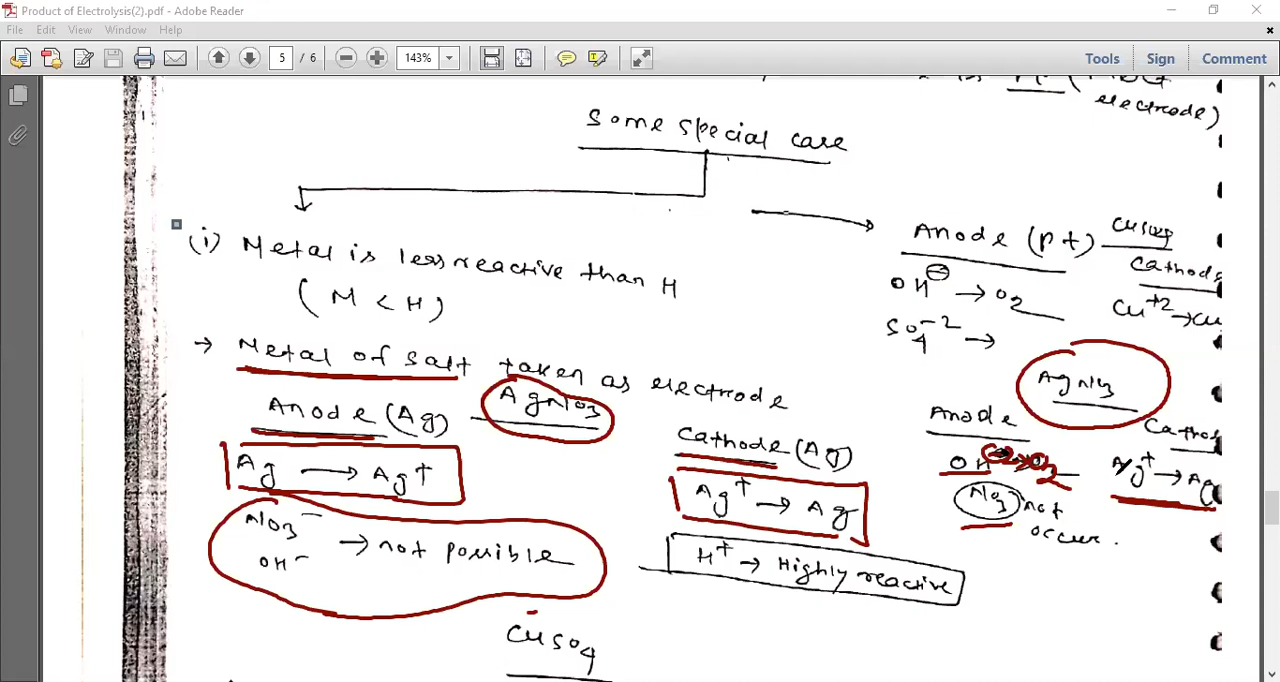 Product of Electrolysis(2).pdf - Adobe Reader
File Edit View Window Help
5 / 6 143% Tools Sign Comment
electrode)
Some special case
(i) Metal is less reactive than H
(M < H)
→ Metal of salt taken as electrode
Anode (Ag) AgNO3
Ag → Ag+
NO3-
OH- → not possible
Cathode (Ag)
Ag+ → Ag
H+ → Highly reactive
CuSO4
Anode (Pt) CuSO4
Cathode
OH⊖ → O2
Cu+2 → Cu
SO4-2 →
AgNO3
Anode
Cathod
OH → O2
Ag+ → Ag
NO3 not
occur.